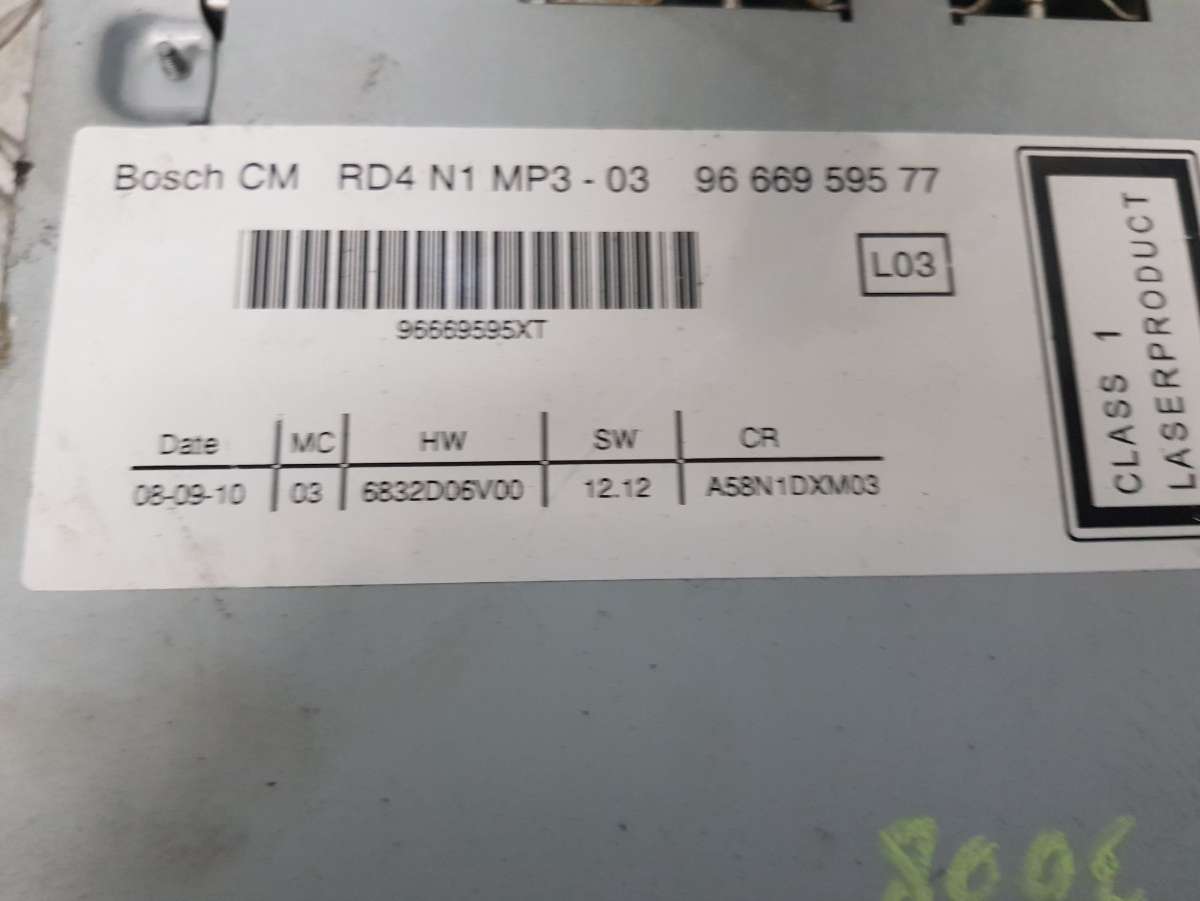 Bosch CM RD4 N1 MP3 - 03 96 669 595 77
L03
96669595XT
Date MC HW SW CR
08-09-10 03 6832D06V00 12.12 A58N1DXM03
CLASS 1
LASERPRODUCT